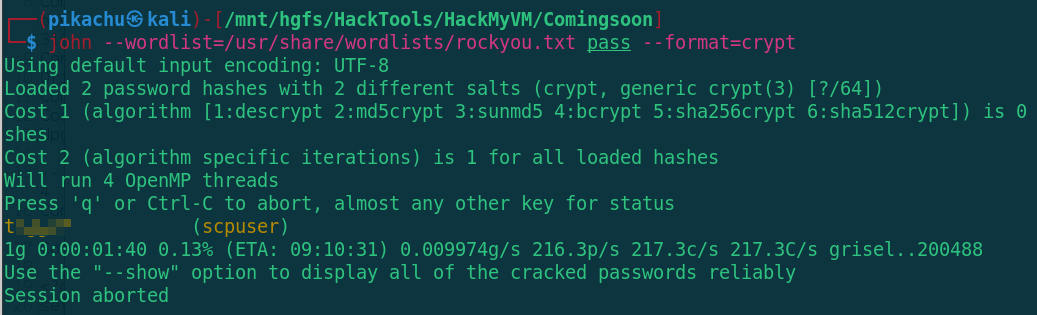 ┌──(pikachu㉿kali)-[/mnt/hgfs/HackTools/HackMyVM/Comingsoon]
└─$ john --wordlist=/usr/share/wordlists/rockyou.txt pass --format=crypt
Using default input encoding: UTF-8
Loaded 2 password hashes with 2 different salts (crypt, generic crypt(3) [?/64])
Cost 1 (algorithm [1:descrypt 2:md5crypt 3:sunmd5 4:bcrypt 5:sha256crypt 6:sha512crypt]) is 0
shes
Cost 2 (algorithm specific iterations) is 1 for all loaded hashes
Will run 4 OpenMP threads
Press 'q' or Ctrl-C to abort, almost any other key for status
(scpuser)
1g 0:00:01:40 0.13% (ETA: 09:10:31) 0.009974g/s 216.3p/s 217.3c/s 217.3C/s grisel..200488
Use the "--show" option to display all of the cracked passwords reliably
Session aborted